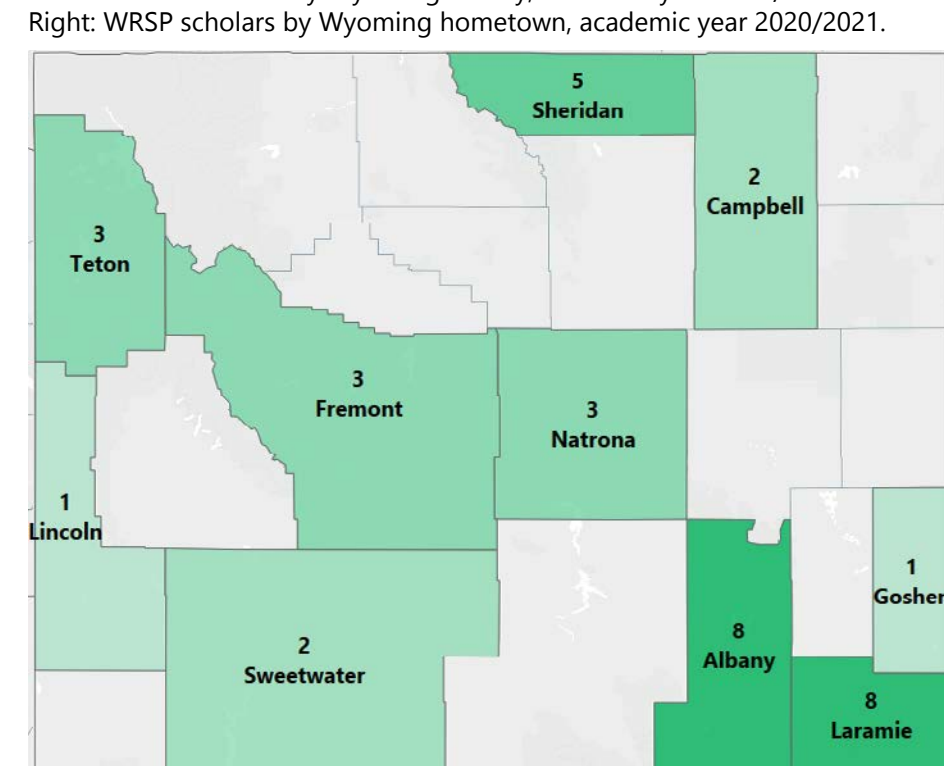 Right: WRSP scholars by Wyoming hometown, academic year 2020/2021.
5
Sheridan
2
Campbell
3
Teton
3
Fremont
3
Natrona
1
Lincoln
1
Goshen
8
Albany
2
Sweetwater
8
Laramie